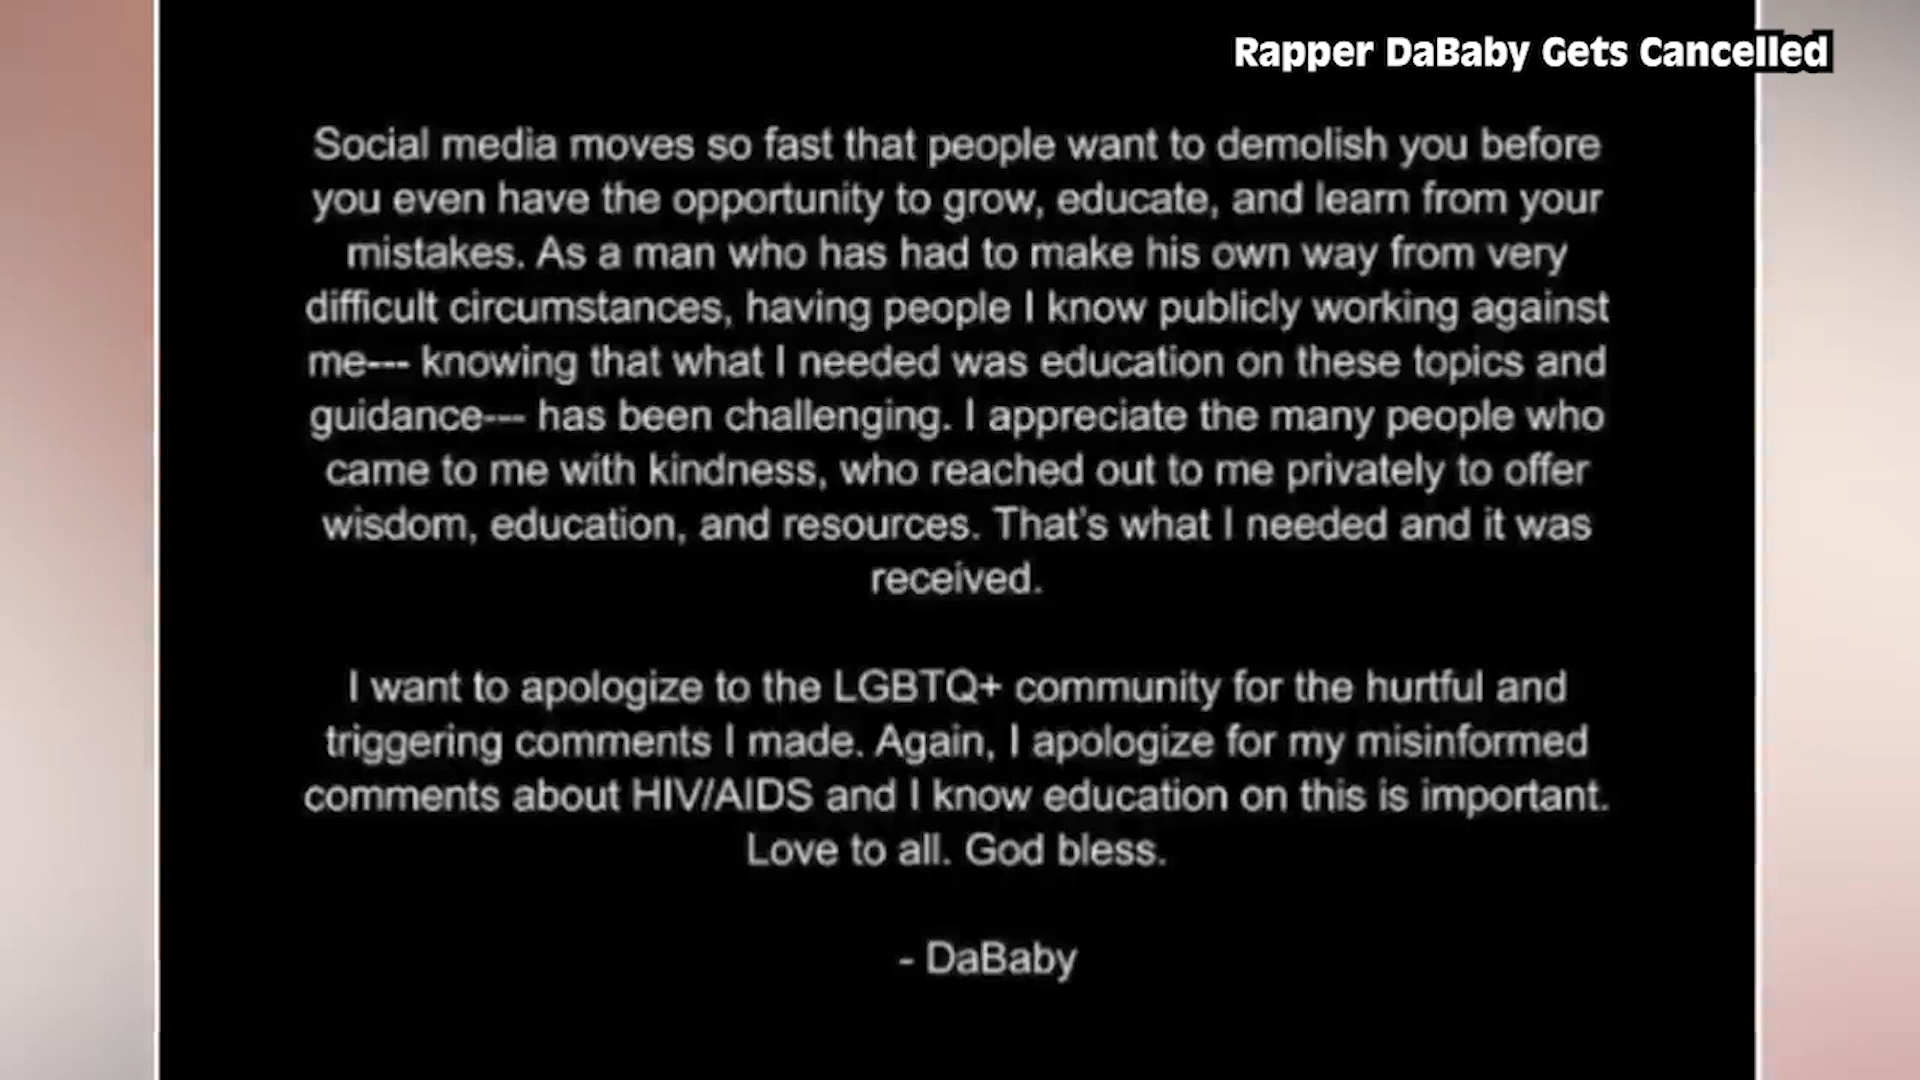 Rapper DaBaby Gets Cancelled
Social media moves so fast that people want to demolish you before
you even have the opportunity to grow, educate, and learn from your
mistakes. As a man who has had to make his own way from very
difficult circumstances, having people I know publicly working against
me--- knowing that what I needed was education on these topics and
guidance--- has been challenging. I appreciate the many people who
came to me with kindness, who reached out to me privately to offer
wisdom, education, and resources. That's what I needed and it was
received.
I want to apologize to the LGBTQ+ community for the hurtful and
triggering comments I made. Again, I apologize for my misinformed
comments about HIV/AIDS and I know education on this is important.
Love to all. God bless.
- DaBaby